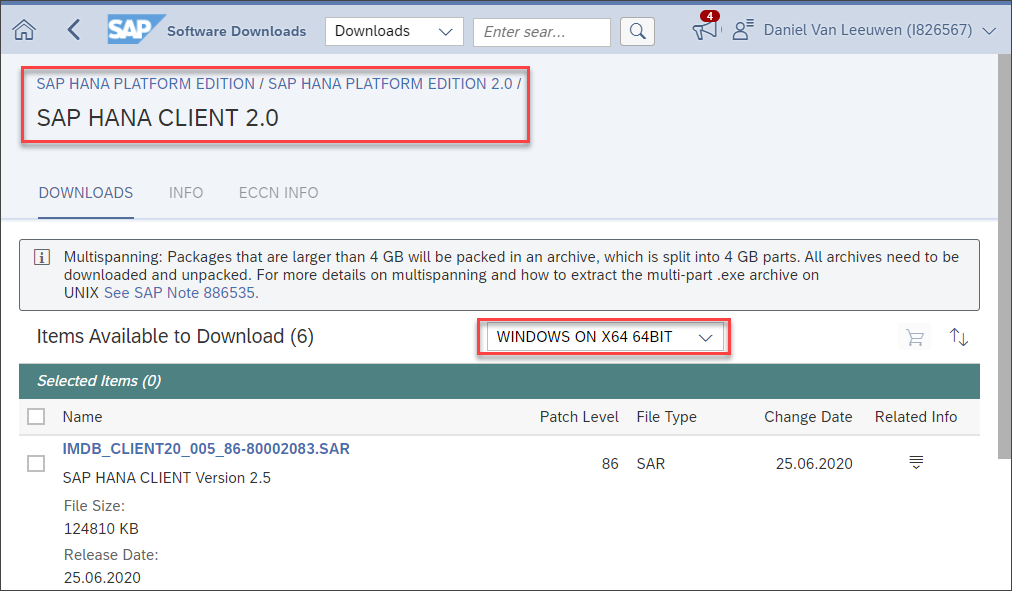 SAP Software Downloads Downloads Enter sear... 4 Daniel Van Leeuwen (I826567)
SAP HANA PLATFORM EDITION / SAP HANA PLATFORM EDITION 2.0 /
SAP HANA CLIENT 2.0
DOWNLOADS INFO ECCN INFO
i Multispanning: Packages that are larger than 4 GB will be packed in an archive, which is split into 4 GB parts. All archives need to be
downloaded and unpacked. For more details on multispanning and how to extract the multi-part .exe archive on
UNIX See SAP Note 886535.
Items Available to Download (6) WINDOWS ON X64 64BIT
Selected Items (0)
Name Patch Level File Type Change Date Related Info
IMDB_CLIENT20_005_86-80002083.SAR
SAP HANA CLIENT Version 2.5 86 SAR 25.06.2020
File Size:
124810 KB
Release Date:
25.06.2020